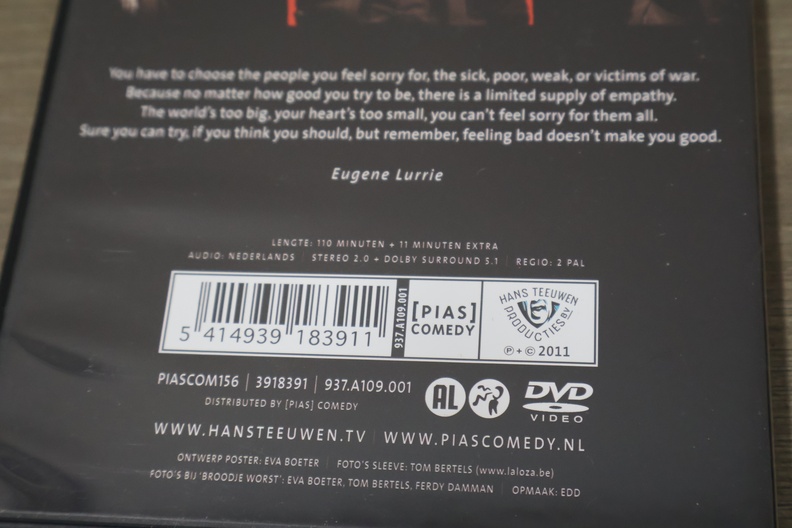 You have to choose the people you feel sorry for, the sick, poor, weak, or victims of war.
Because no matter how good you try to be, there is a limited supply of empathy.
The world's too big, your heart's too small, you can't feel sorry for them all.
Sure you can try, if you think you should, but remember, feeling bad doesn't make you good.
Eugene Lurrie
LENGTE: 110 MINUTEN + 11 MINUTEN EXTRA
AUDIO: NEDERLANDS | STEREO 2.0 + DOLBY SURROUND 5.1 | REGIO: 2 PAL
5 414939 183911
937.A109.001
[PIAS]
COMEDY
HANS TEEUWEN
PRODUCTIES BV
℗ + © 2011
PIASCOM156 | 3918391 | 937.A109.001
DISTRIBUTED BY [PIAS] COMEDY
AL
DVD
VIDEO
WWW.HANSTEEUWEN.TV | WWW.PIASCOMEDY.NL
ONTWERP POSTER: EVA BOETER | FOTO'S SLEEVE: TOM BERTELS (www.laloza.be)
FOTO'S BIJ 'BROODJE WORST': EVA BOETER, TOM BERTELS, FERDY DAMMAN | OPMAAK: EDD